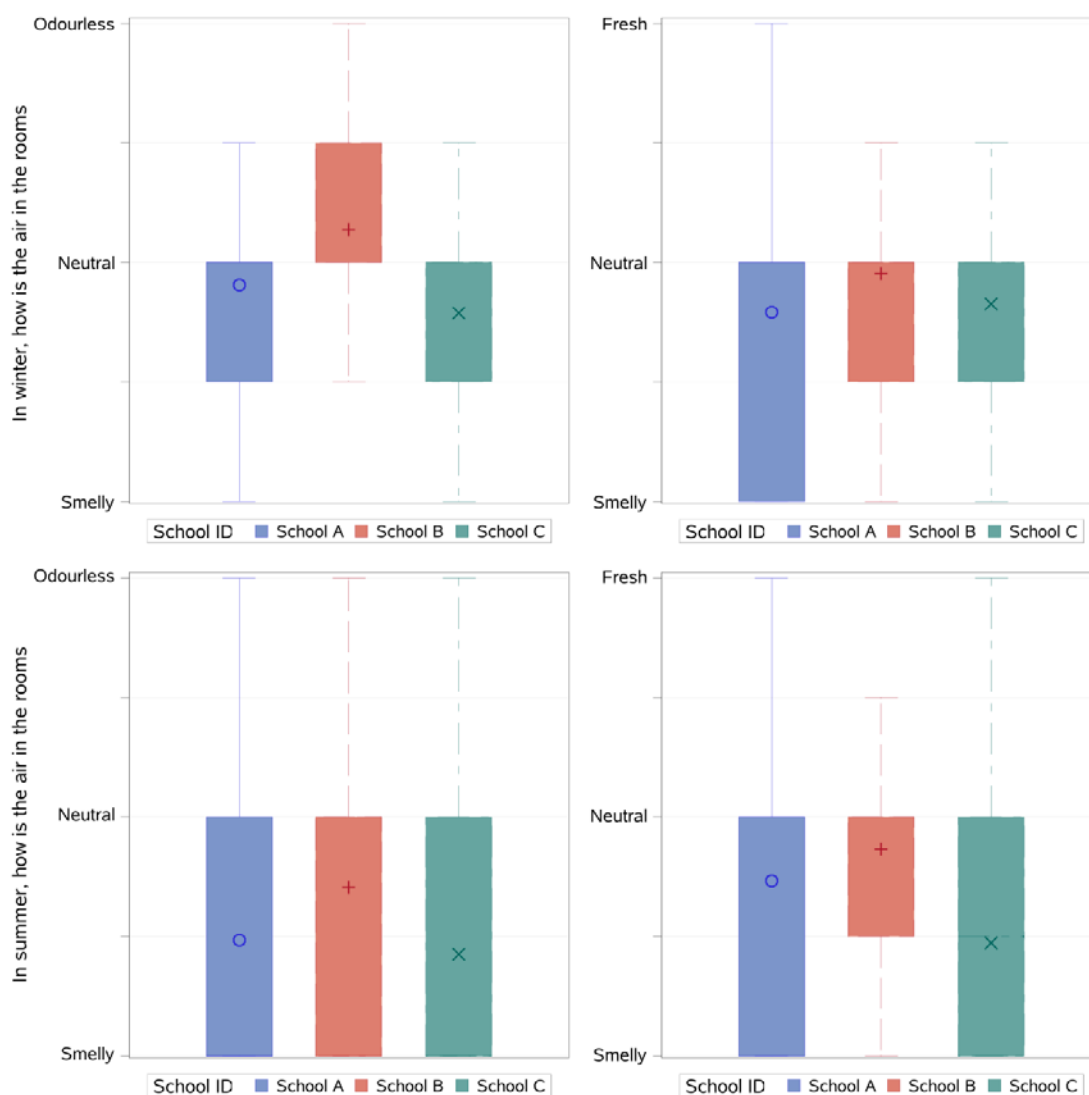 In winter, how is the air in the rooms
Odourless
Neutral
Smelly
School ID School A School B School C
Fresh
Neutral
Smelly
School ID School A School B School C
In summer, how is the air in the rooms
Odourless
Neutral
Smelly
School ID School A School B School C
Fresh
Neutral
Smelly
School ID School A School B School C